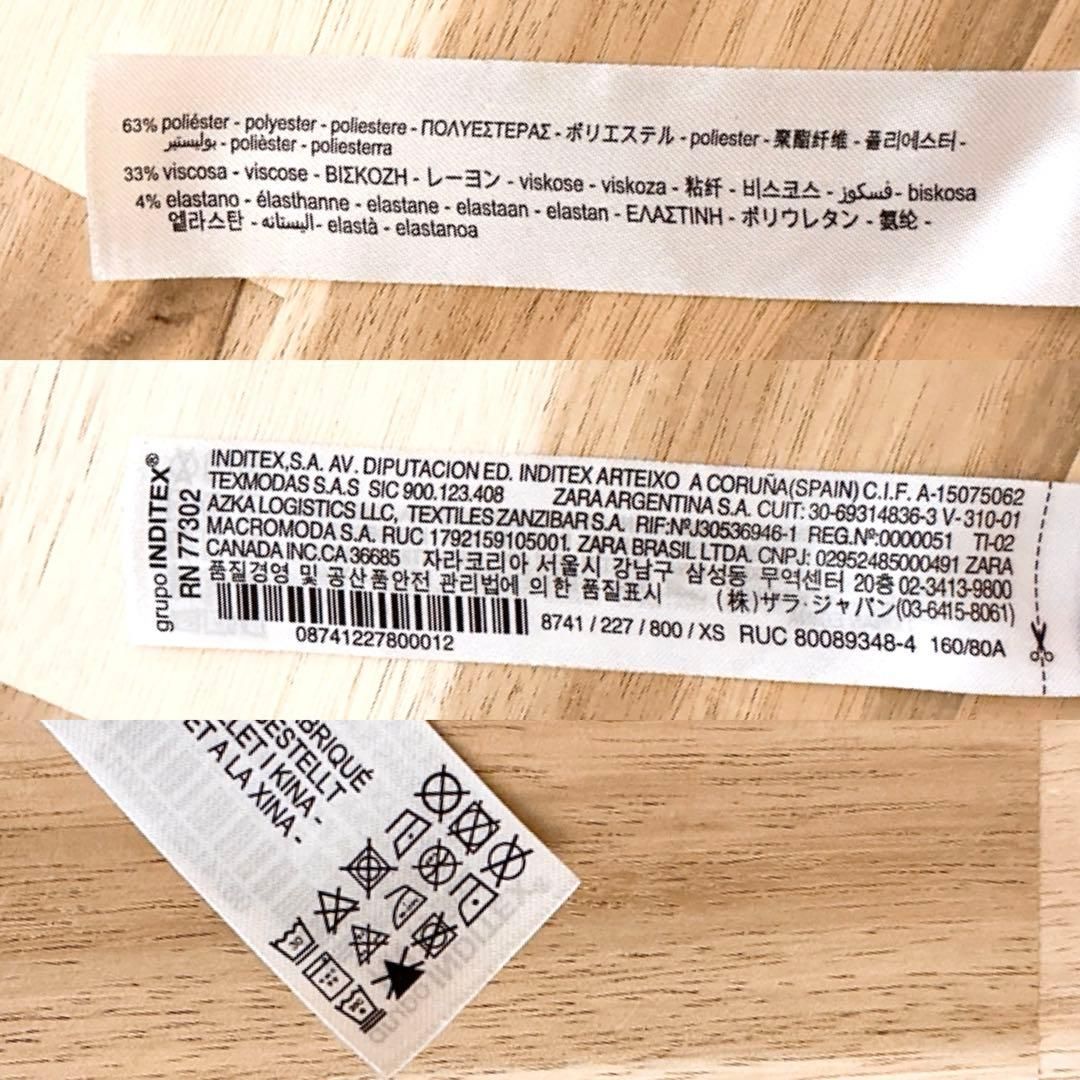 63% poliéster - polyester - poliestere - ΠΟΛΥΕΣΤΕΡΑΣ - ポリエステル - poliester - 聚酯纤维 - 폴리에스터 -
بوليستير - polièster - poliesterra
33% viscosa - viscose - ΒΙΣΚΟΖΗ - レーヨン - viskose - viskoza - 粘纤 - 비스코스 - فسكوز - biskosa
4% elastano - élasthanne - elastane - elastaan - elastan - ΕΛΑΣΤΙΝΗ - ポリウレタン - 氨纶 -
엘라스탄 - اليستانه - elastà - elastanoa
grupo INDITEX®
RN 77302
INDITEX,S.A. AV. DIPUTACION ED. INDITEX ARTEIXO A CORUÑA(SPAIN) C.I.F. A-15075062
TEXMODAS S.A.S SIC 900.123.408 ZARA ARGENTINA S.A. CUIT: 30-69314836-3 V-310-01
AZKA LOGISTICS LLC, TEXTILES ZANZIBAR S.A. RIF:Nº.J30536946-1 REG.Nº:0000051 TI-02
MACROMODA S.A. RUC 1792159105001. ZARA BRASIL LTDA. CNPJ: 02952485000491 ZARA
CANADA INC.CA 36685 자라코리아 서울시 강남구 삼성동 무역센터 20층 02-3413-9800
품질경영 및 공산품안전 관리법에 의한 품질표시 (株)ザラ・ジャパン(03-6415-8061)
8741 / 227 / 800 / XS RUC 80089348-4 160/80A
08741227800012
BRIQUÉ
ESTELLT
LET I KINA -
ET A LA XINA -